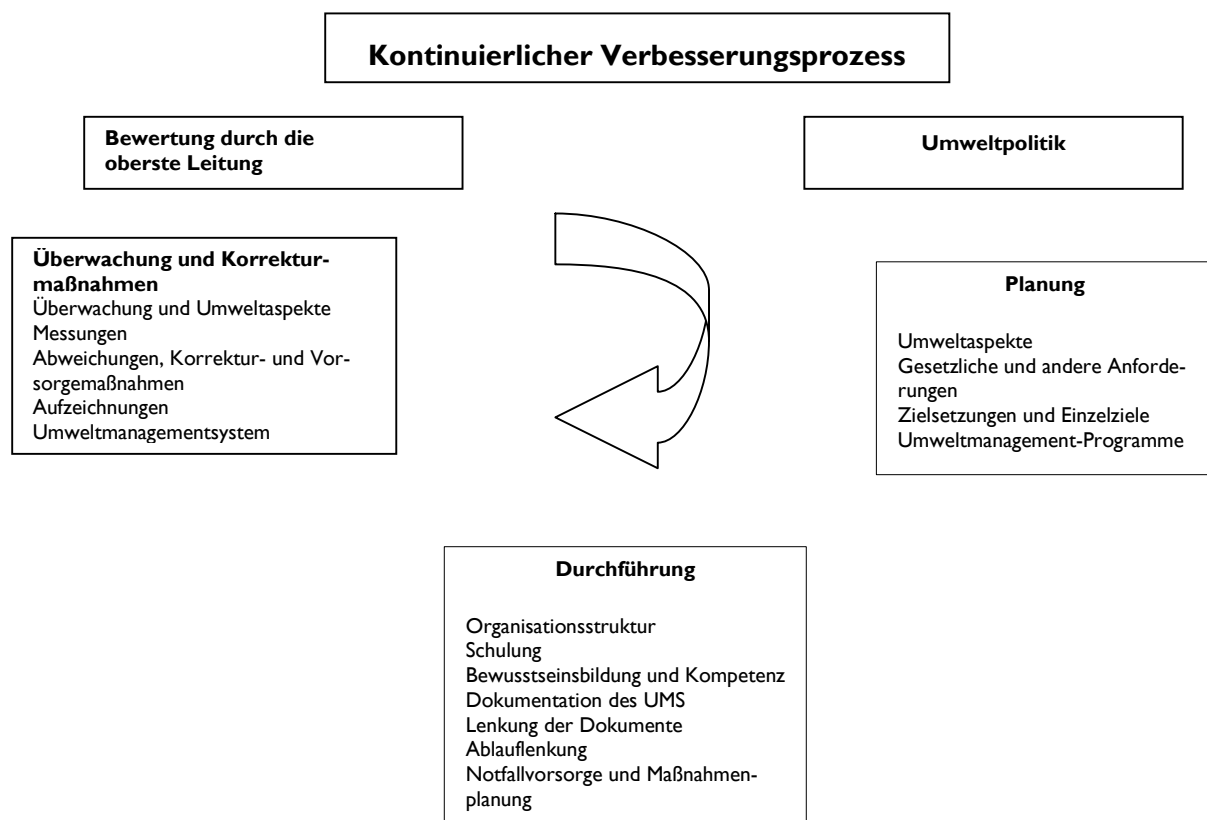 Kontinuierlicher Verbesserungsprozess
Bewertung durch die
oberste Leitung
Umweltpolitik
Überwachung und Korrektur-
maßnahmen
Überwachung und Umweltaspekte
Messungen
Abweichungen, Korrektur- und Vor-
sorgemaßnahmen
Aufzeichnungen
Umweltmanagementsystem
Planung
Umweltaspekte
Gesetzliche und andere Anforde-
rungen
Zielsetzungen und Einzelziele
Umweltmanagement-Programme
Durchführung
Organisationsstruktur
Schulung
Bewusstseinsbildung und Kompetenz
Dokumentation des UMS
Lenkung der Dokumente
Ablauflenkung
Notfallvorsorge und Maßnahmen-
planung